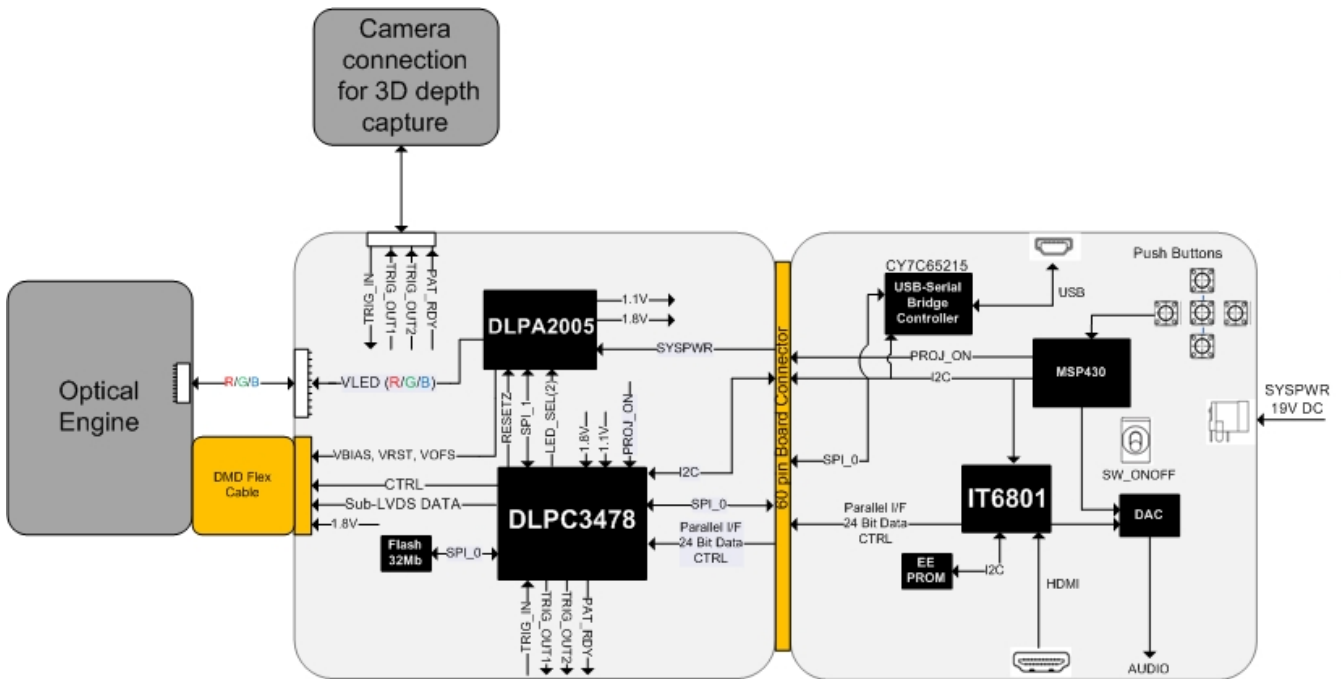 Camera
connection
for 3D depth
capture
TRIG_IN
TRIG_OUT1
TRIG_OUT2
PAT_RDY
Optical
Engine
R/G/B
DMD Flex
Cable
VLED (R/G/B)
DLPA2005
1.1V
1.8V
SYSPWR
RESETZ
SPI_1
LED_SEL(2)
1.8V
1.1V
PROJ_ON
VBIAS, VRST, VOFS
CTRL
Sub-LVDS DATA
1.8V
Flash
32Mb
SPI_0
DLPC3478
I2C
SPI_0
Parallel I/F
24 Bit Data
CTRL
TRIG_IN
TRIG_OUT1
TRIG_OUT2
PAT_RDY
60 pin Board Connector
CY7C65215
USB-Serial
Bridge
Controller
USB
Push Buttons
PROJ_ON
I2C
MSP430
SYSPWR
19V DC
SW_ONOFF
SPI_0
IT6801
Parallel I/F
24 Bit Data
CTRL
DAC
EE
PROM
I2C
HDMI
AUDIO